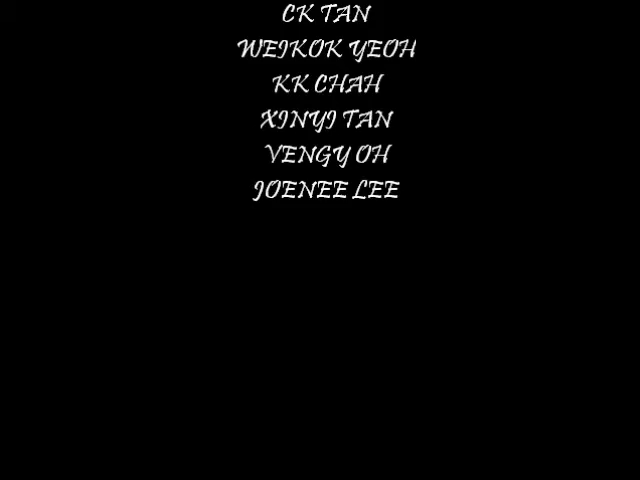 CK TAN
WEIKOK YEOH
KK CHAH
XINYI TAN
VENGY OH
JOENEE LEE